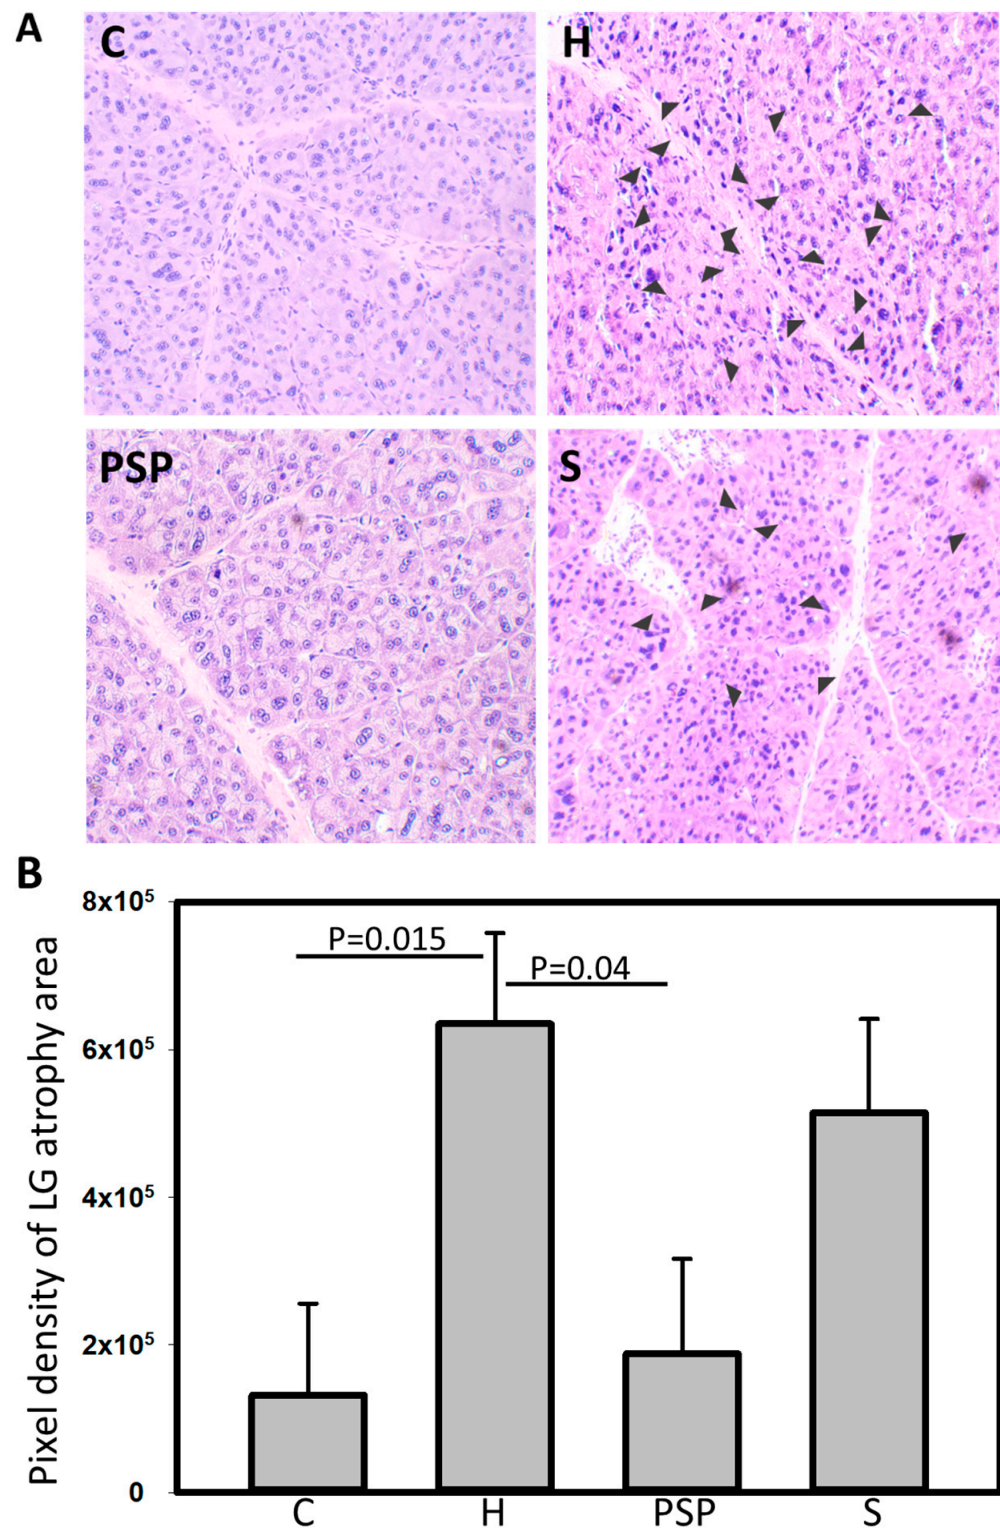 A
C
H
PSP
S
B
Pixel density of LG atrophy area
8x10⁵
6x10⁵
4x10⁵
2x10⁵
0
P=0.015
P=0.04
C
H
PSP
S